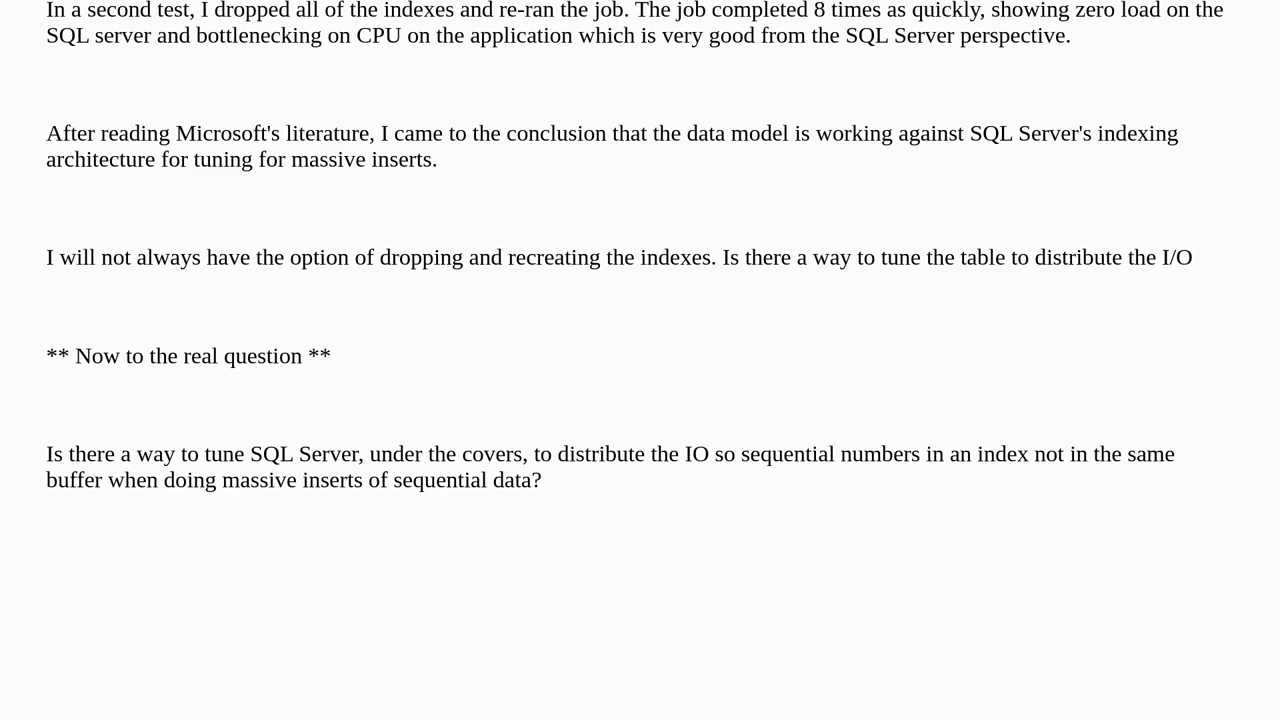 In a second test, I dropped all of the indexes and re-ran the job. The job completed 8 times as quickly, showing zero load on the
SQL server and bottlenecking on CPU on the application which is very good from the SQL Server perspective.
After reading Microsoft's literature, I came to the conclusion that the data model is working against SQL Server's indexing
architecture for tuning for massive inserts.
I will not always have the option of dropping and recreating the indexes. Is there a way to tune the table to distribute the I/O
** Now to the real question **
Is there a way to tune SQL Server, under the covers, to distribute the IO so sequential numbers in an index not in the same
buffer when doing massive inserts of sequential data?